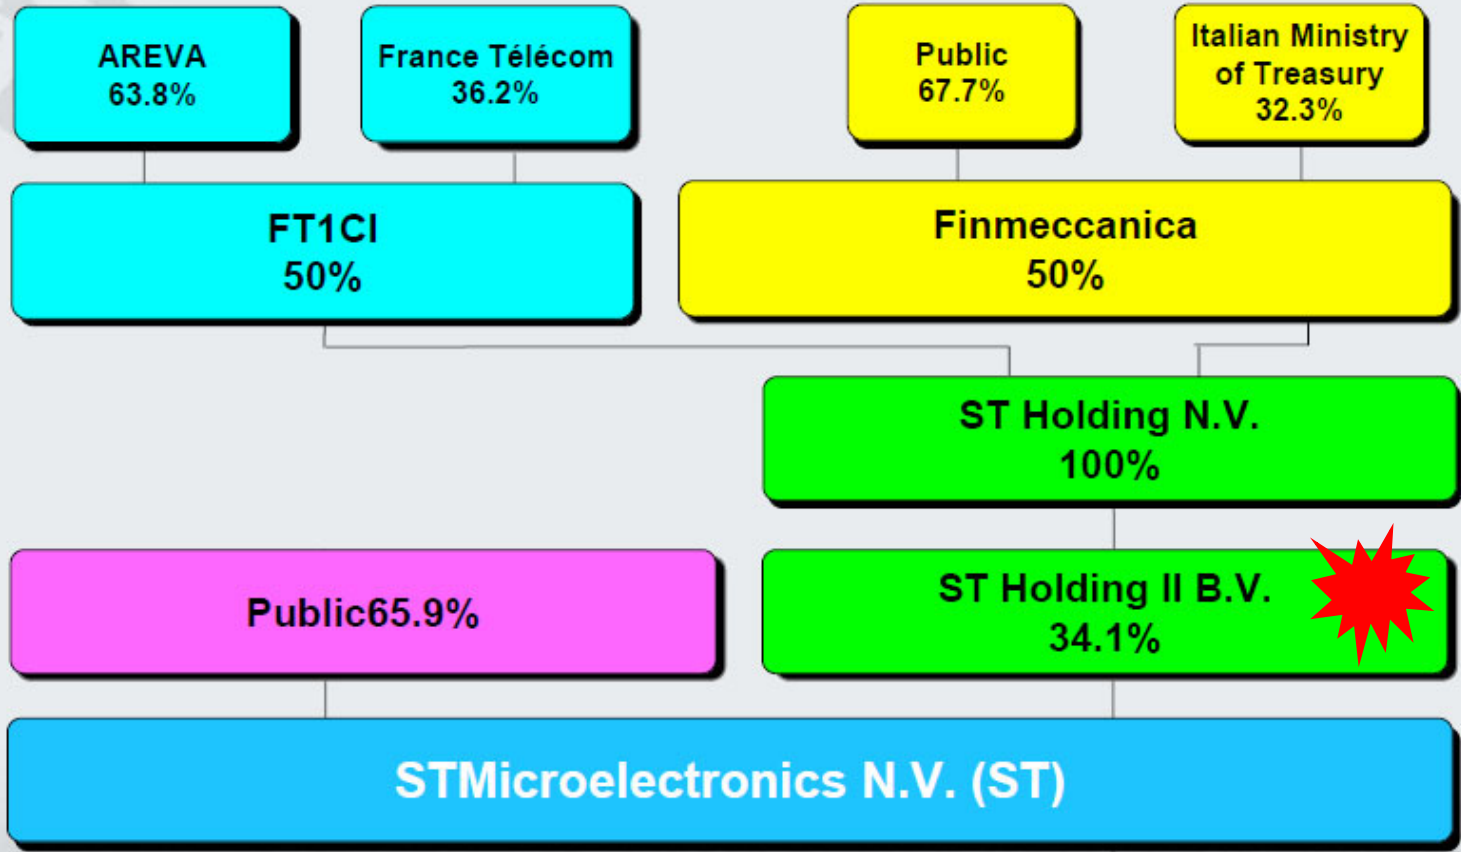 AREVA
63.8%
France Télécom
36.2%
Public
67.7%
Italian Ministry
of Treasury
32.3%
FT1CI
50%
Finmeccanica
50%
ST Holding N.V.
100%
Public65.9%
ST Holding II B.V.
34.1%
STMicroelectronics N.V. (ST)